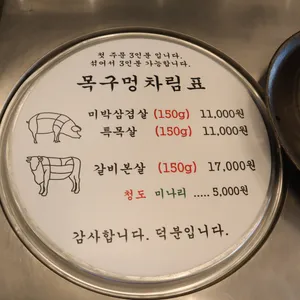 첫 주문 3인분 입니다.
섞어서 3인분 가능합니다.
목구멍차림표
미박삼겹살 (150g) 11,000원
특목살 (150g) 11,000원
갈비본살 (150g) 17,000원
청도 미나리 ..... 5,000원
감사합니다. 덕분입니다.